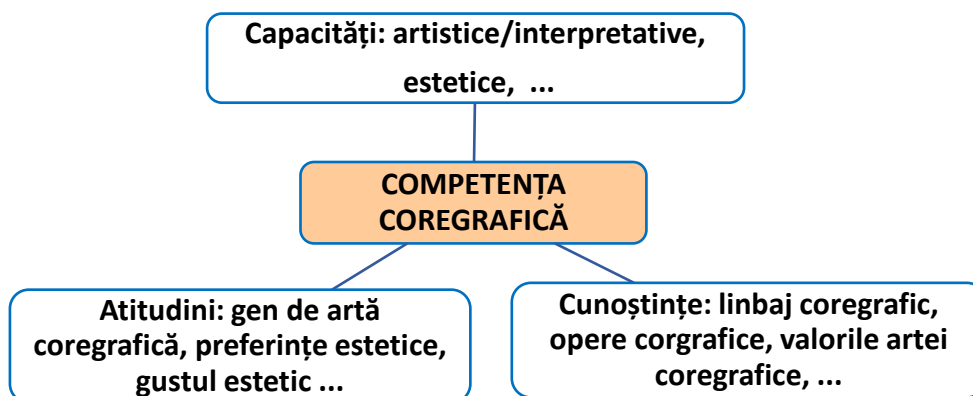 Capacități: artistice/interpretative,
estetice, ...
COMPETENȚA
COREGRAFICĂ
Atitudini: gen de artă
coregrafică, preferințe estetice,
gustul estetic ...
Cunoștințe: linbaj coregrafic,
opere corgrafice, valorile artei
coregrafice, ...